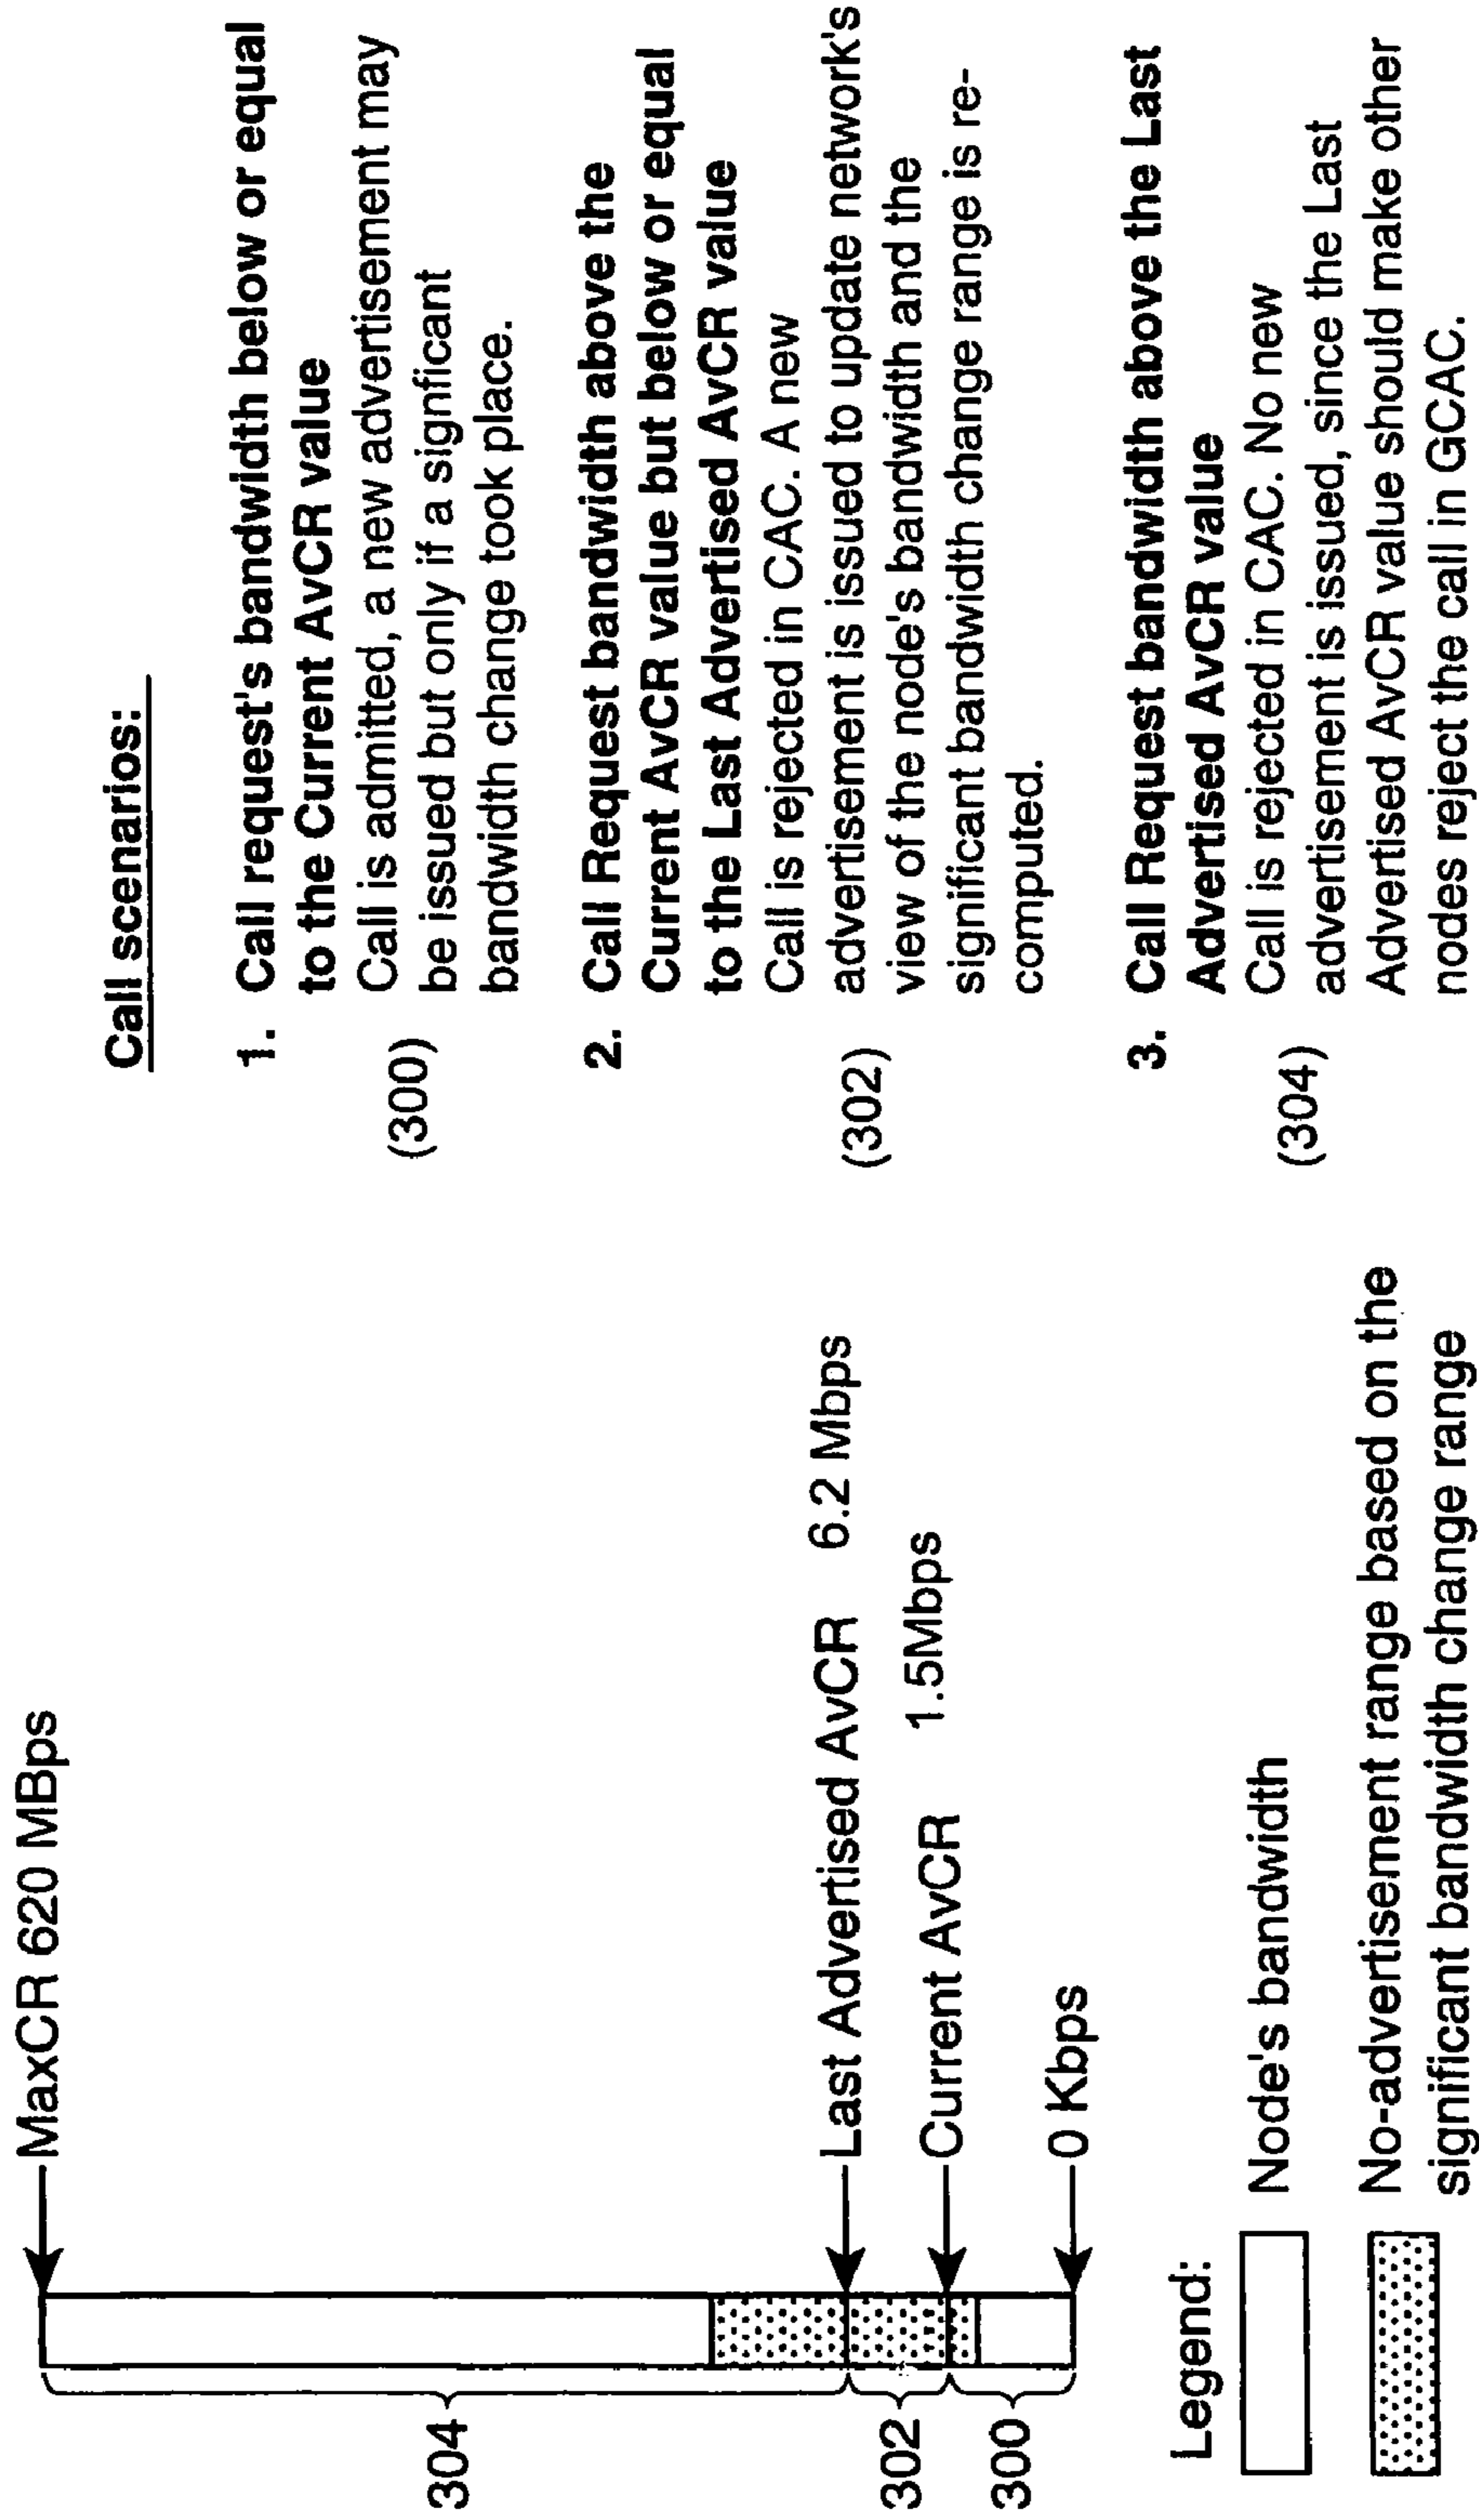 MaxCR 620 MBps
304
Last Advertised AvCR 6.2 Mbps
302
Current AvCR 1.5Mbps
300
0 Kbps
Legend:
Node's bandwidth
No-advertisement range based on the
significant bandwidth change range
Call scenarios:
1. Call request's bandwidth below or equal
to the Current AvCR value
(300)
Call is admitted, a new advertisement may
be issued but only if a signficant
bandwidth change took place.
2. Call Request bandwidth above the
Current AvCR value but below or equal
to the Last Advertised AvCR value
(302)
Call is rejected in CAC. A new
advertisement is issued to update network's
view of the node's bandwidth and the
significant bandwidth change range is re-
computed.
3. Call Request bandwidth above the Last
Advertised AvCR value
(304)
Call is rejected in CAC. No new
advertisement is issued, since the Last
Advertised AvCR value should make other
nodes reject the call in GCAC.